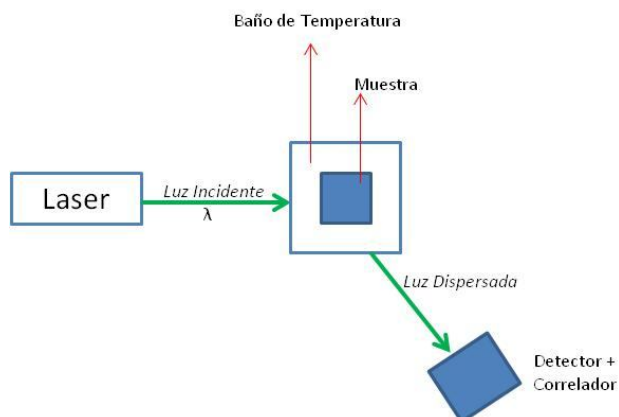 Baño de Temperatura
Muestra
Laser
Luz Incidente
λ
Luz Dispersada
Detector +
Correlador